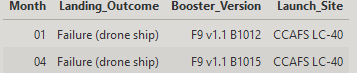 Month Landing_Outcome Booster_Version Launch_Site
01 Failure (drone ship) F9 v1.1 B1012 CCAFS LC-40
04 Failure (drone ship) F9 v1.1 B1015 CCAFS LC-40